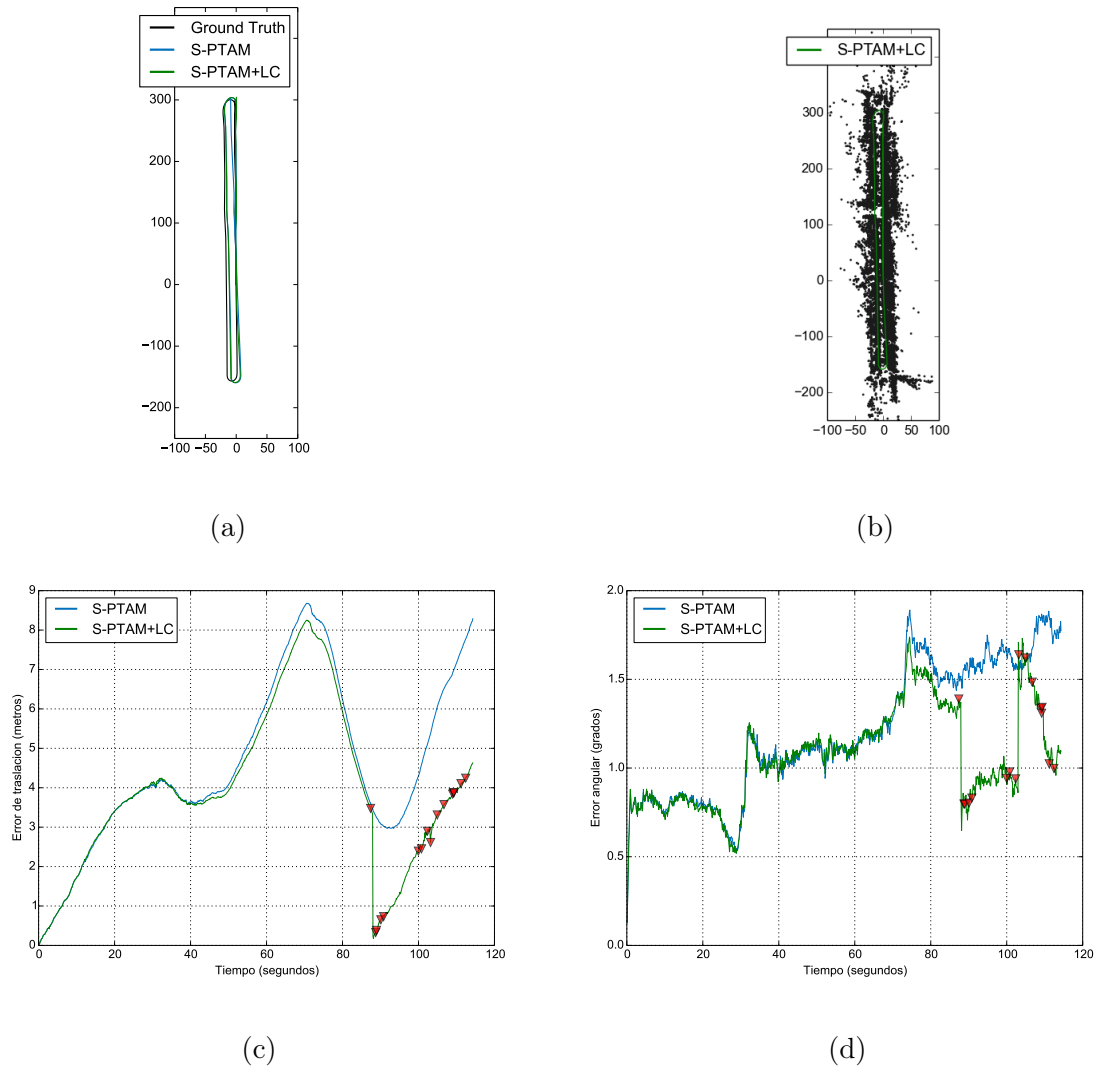 Ground Truth
S-PTAM
S-PTAM+LC
300
200
100
0
−100
−200
−100 −50 0 50 100
(a)
S-PTAM+LC
300
200
100
0
−100
−200
−100 −50 0 50 100
(b)
S-PTAM
S-PTAM+LC
Error de traslacion (metros)
9
8
7
6
5
4
3
2
1
0
0 20 40 60 80 100 120
Tiempo (segundos)
(c)
S-PTAM
S-PTAM+LC
Error angular (grados)
2.0
1.5
1.0
0.5
0.0
0 20 40 60 80 100 120
Tiempo (segundos)
(d)